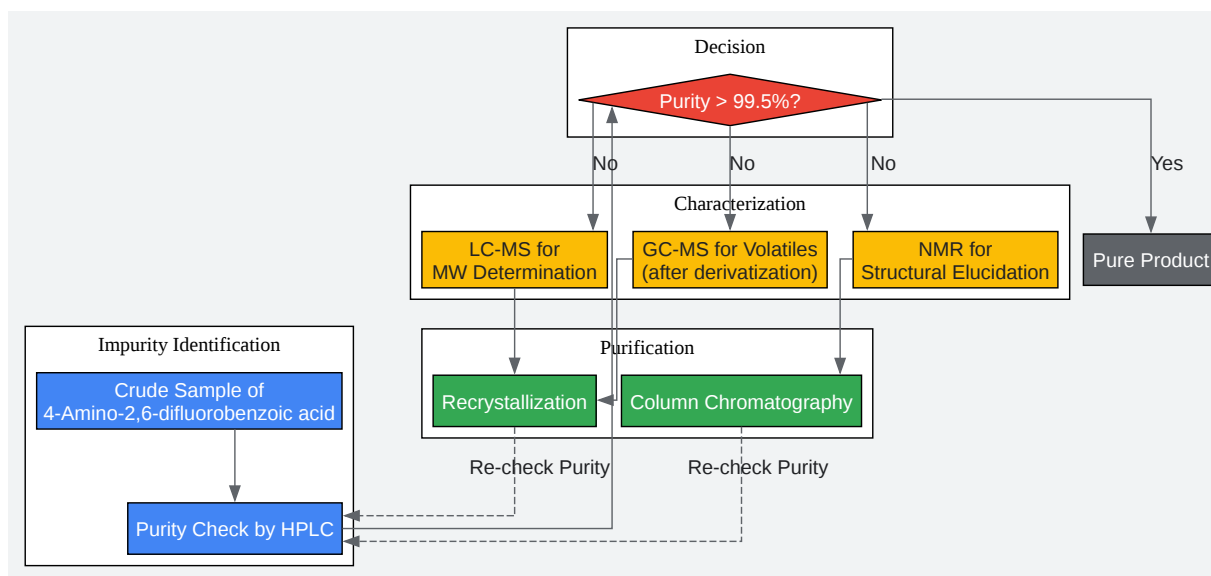 Decision
Purity > 99.5%?
No
No
No
Yes
Characterization
LC-MS for
MW Determination
GC-MS for Volatiles
(after derivatization)
NMR for
Structural Elucidation
Pure Product
Impurity Identification
Crude Sample of
4-Amino-2,6-difluorobenzoic acid
Purification
Recrystallization
Column Chromatography
Re-check Purity
Re-check Purity
Purity Check by HPLC